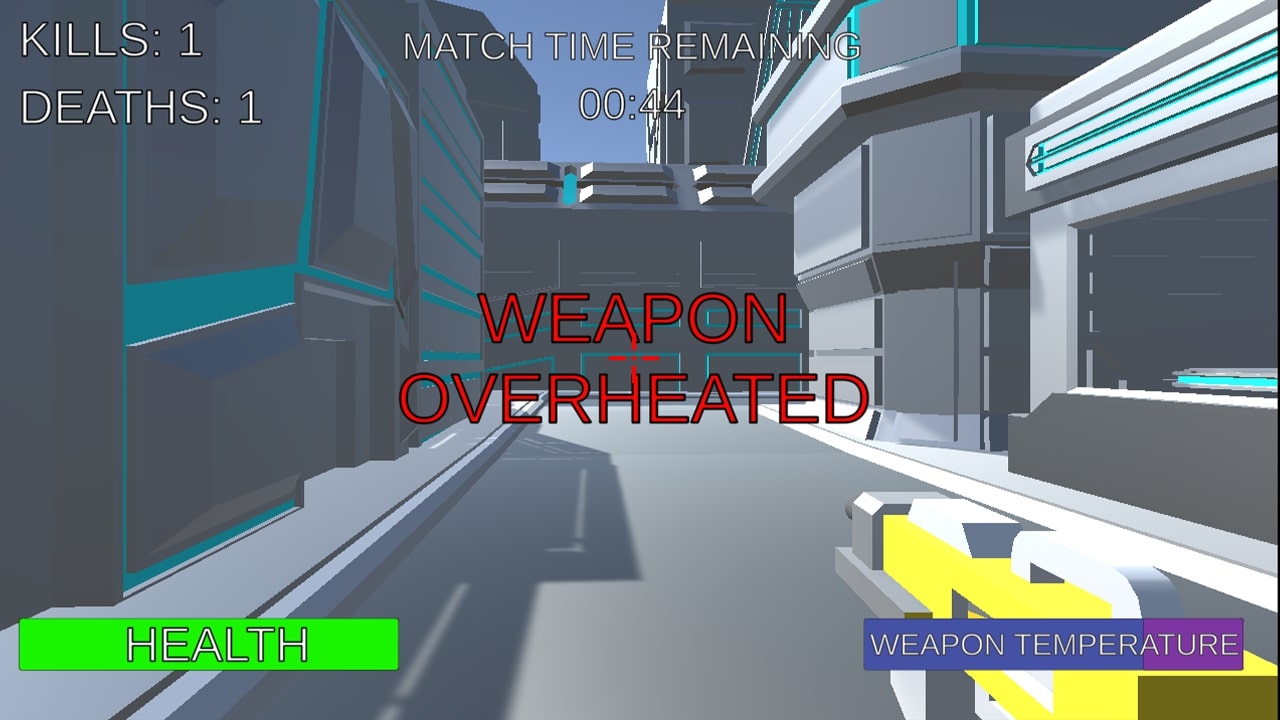 KILLS: 1
MATCH TIME REMAINING
DEATHS: 1
00:44
WEAPON
OVERHEATED
HEALTH
WEAPON TEMPERATURE